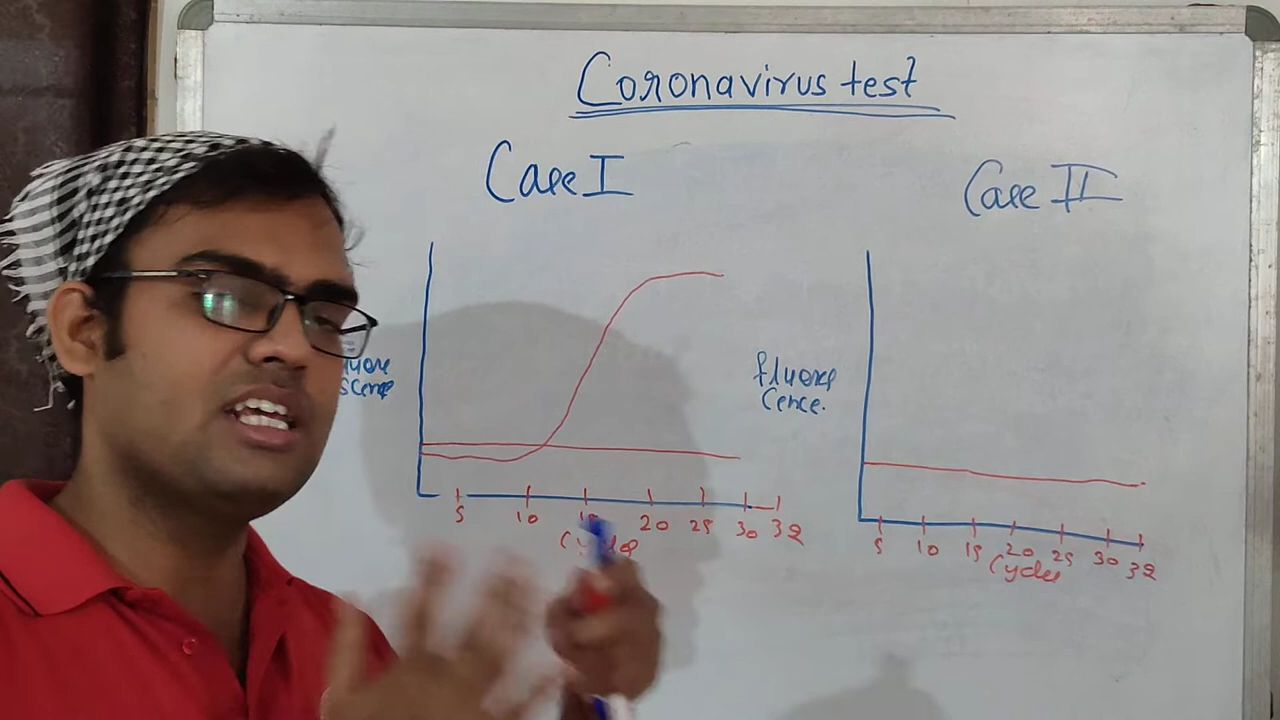 Coronavirus test
Case I
Case II
scence
fluore
Cence.
5 10 20 25 30 32
Cycles
5 10 15 20 25 30 32
Cycles